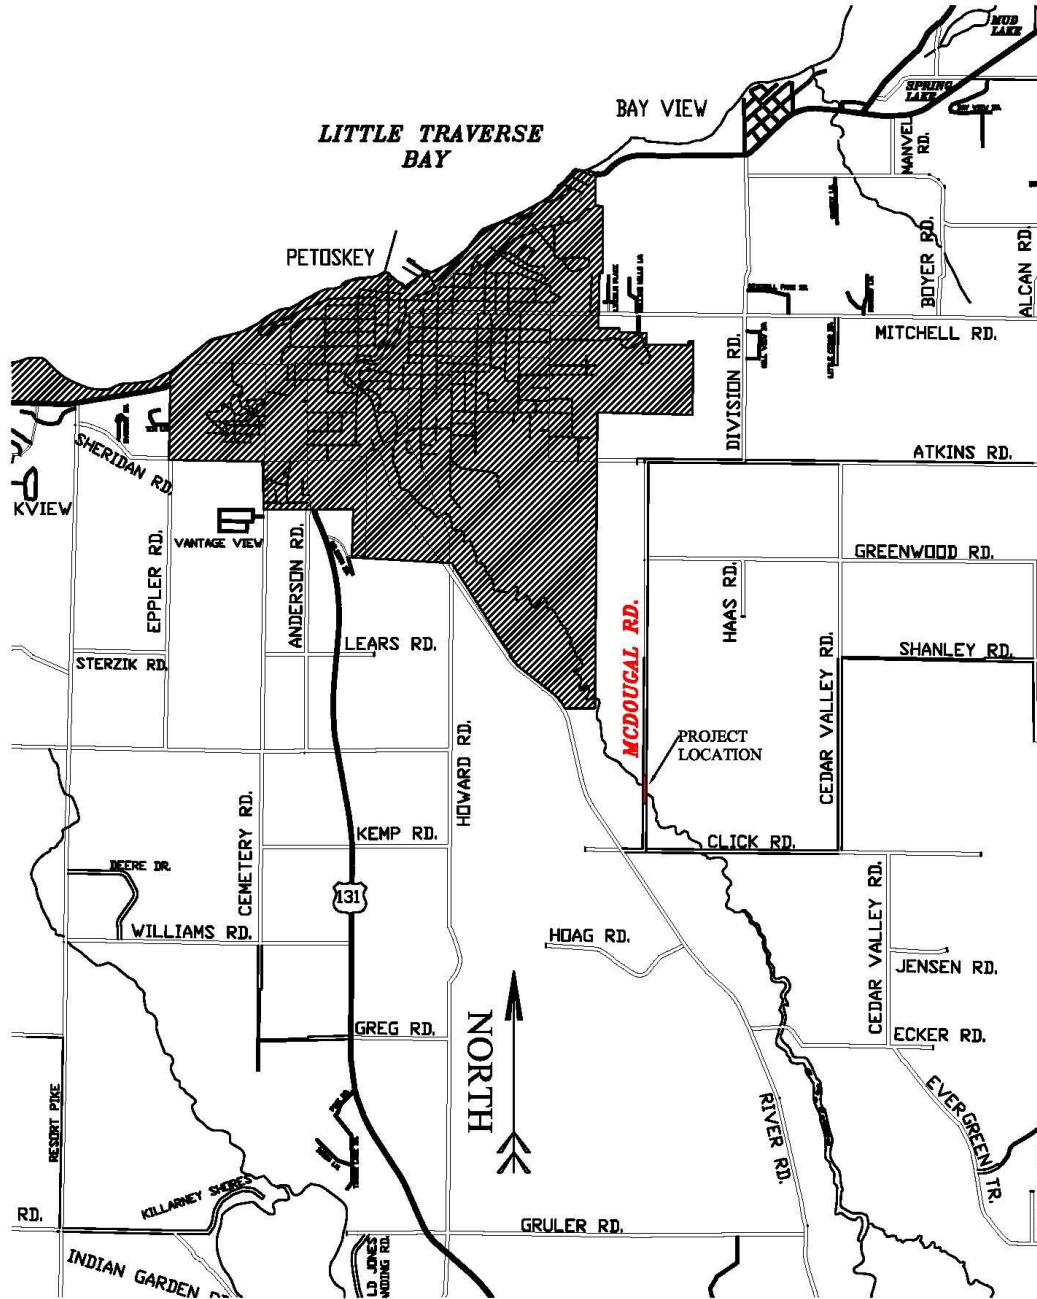 MUD
LAKE
SPRING
LAKE
BAY VIEW
LITTLE TRAVERSE
BAY
MANVEL
RD.
PETOSKEY
BOYER RD.
ALCAN RD.
MITCHELL RD.
DIVISION RD.
ATKINS RD.
SHERIDAN RD.
KVIEW
VANTAGE VIEW
EPPLER RD.
ANDERSON RD.
GREENWOOD RD.
HAAS RD.
MCDOUGAL RD.
LEARS RD.
STERZIK RD.
SHANLEY RD.
CEDAR VALLEY RD.
PROJECT
LOCATION
HOWARD RD.
CEMETERY RD.
KEMP RD.
CLICK RD.
DEERE DR.
131
WILLIAMS RD.
HOAG RD.
CEDAR VALLEY RD.
JENSEN RD.
NORTH
GREG RD.
ECKER RD.
RESORT PIKE
EVERGREEN TR.
RIVER RD.
KILLARNEY SHORES
RD.
GRULER RD.
INDIAN GARDEN
LD JONES
ANDING RD.